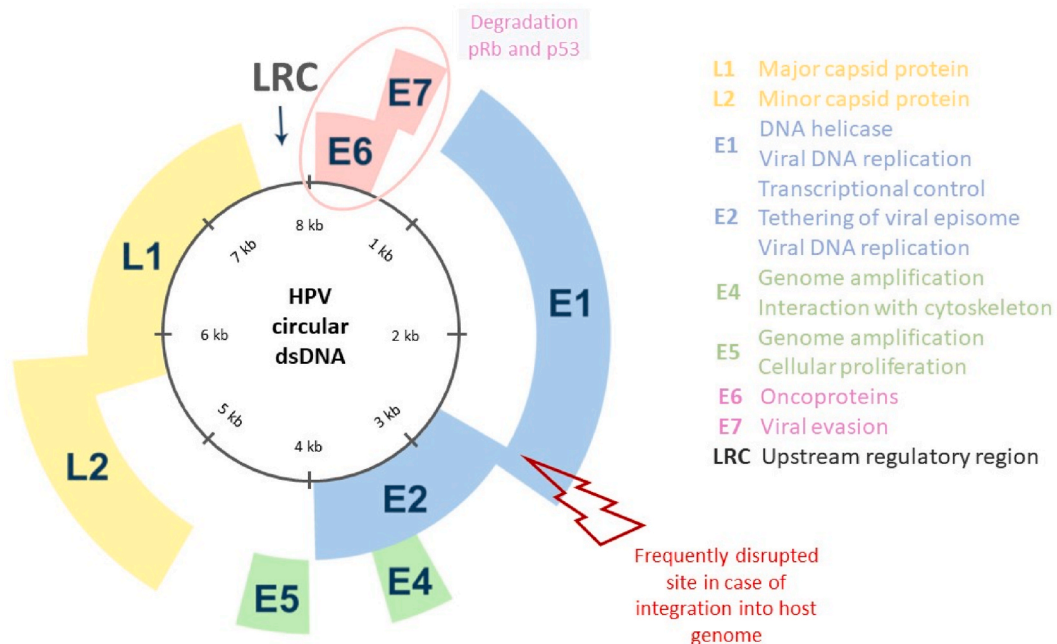 Degradation
pRb and p53
LRC
E7
E6
E1
L1
L2
E2
E4
E5
8 kb
1 kb
2 kb
3 kb
4 kb
5 kb
6 kb
7 kb
HPV
circular
dsDNA
Frequently disrupted
site in case of
integration into host
genome
L1 Major capsid protein
L2 Minor capsid protein
E1 DNA helicase
Viral DNA replication
Transcriptional control
E2 Tethering of viral episome
Viral DNA replication
E4 Genome amplification
Interaction with cytoskeleton
E5 Genome amplification
Cellular proliferation
E6 Oncoproteins
E7 Viral evasion
LRC Upstream regulatory region